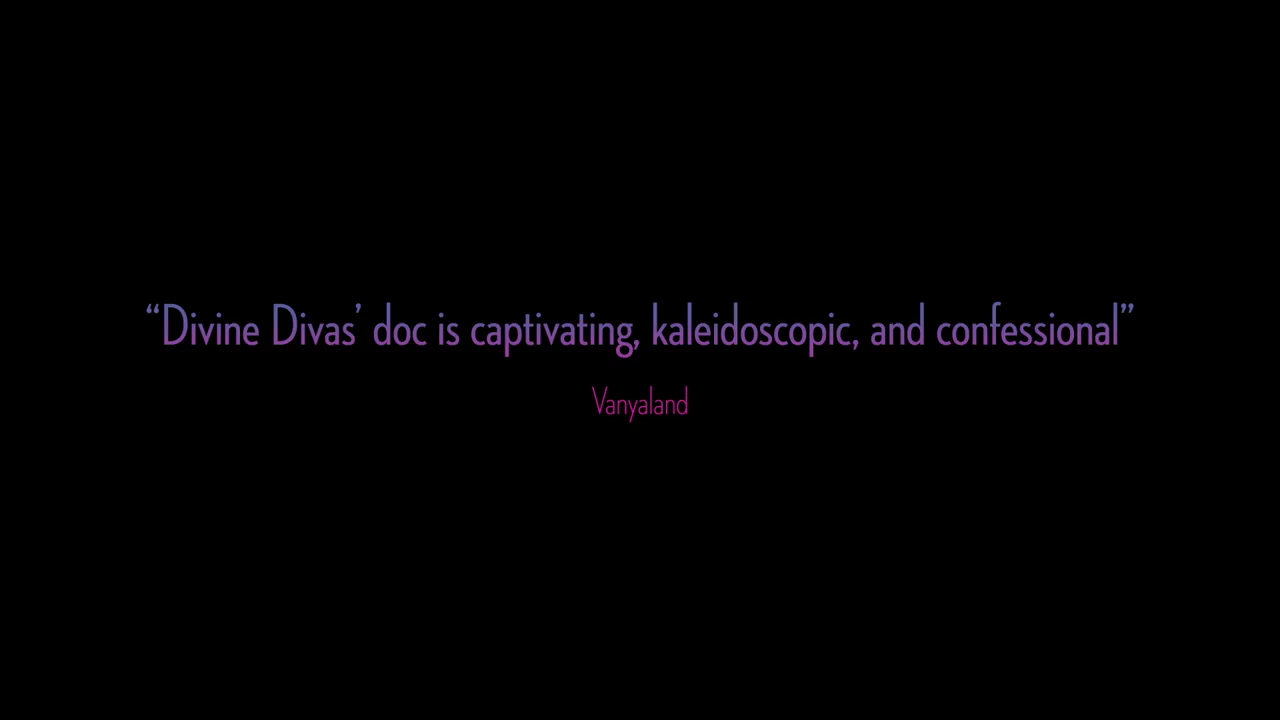 “Divine Divas’ doc is captivating, kaleidoscopic, and confessional”
Vanyaland